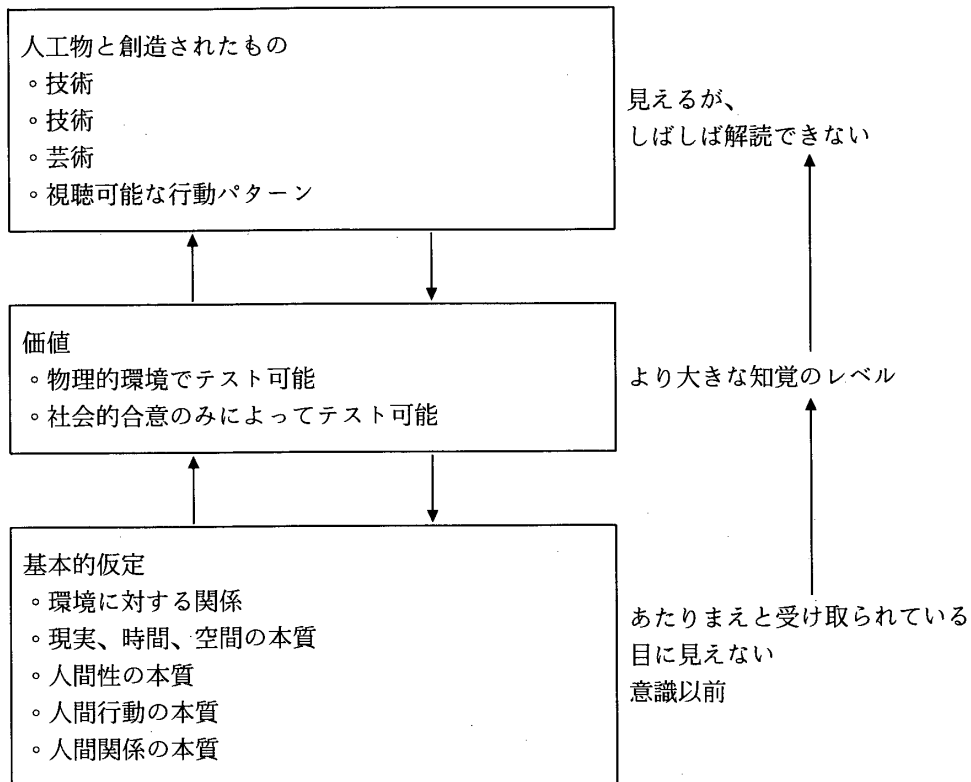 人工物と創造されたもの
。技術
。技術
。芸術
。視聴可能な行動パターン
見えるが、
しばしば解読できない
価値
。物理的環境でテスト可能
。社会的合意のみによってテスト可能
より大きな知覚のレベル
基本的仮定
。環境に対する関係
。現実、時間、空間の本質
。人間性の本質
。人間行動の本質
。人間関係の本質
あたりまえと受け取られている
目に見えない
意識以前